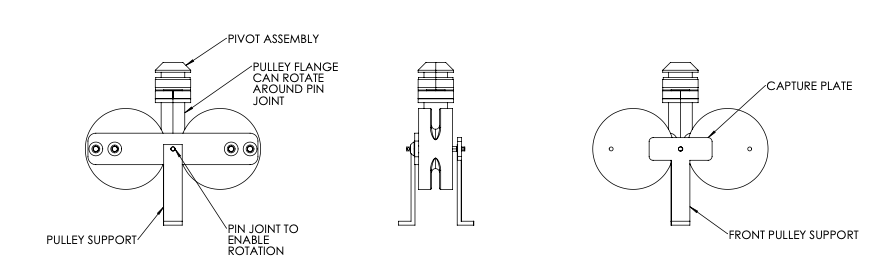 PIVOT ASSEMBLY
PULLEY FLANGE
CAN ROTATE
AROUND PIN
JOINT
PULLEY SUPPORT
PIN JOINT TO
ENABLE
ROTATION
CAPTURE PLATE
FRONT PULLEY SUPPORT